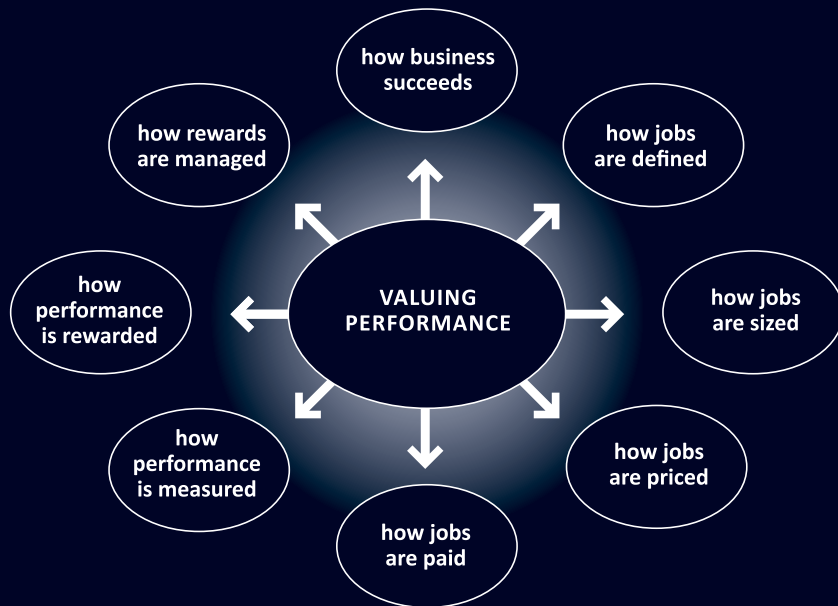 how business
succeeds
how jobs
are defined
how jobs
are sized
how jobs
are priced
how jobs
are paid
how
performance
is measured
how
performance
is rewarded
how rewards
are managed
VALUING
PERFORMANCE